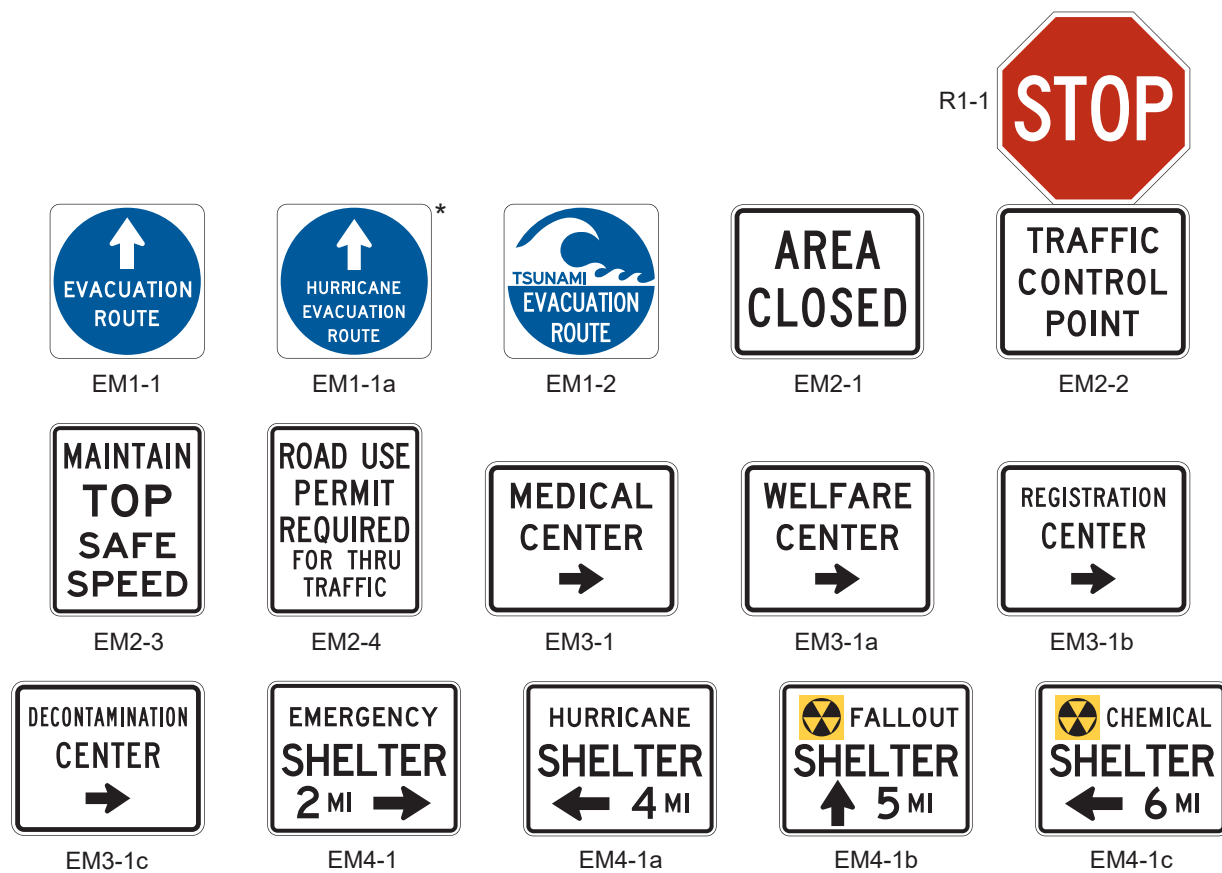 R1-1
STOP
EVACUATION
ROUTE
EM1-1
*
HURRICANE
EVACUATION
ROUTE
EM1-1a
TSUNAMI
EVACUATION
ROUTE
EM1-2
AREA
CLOSED
EM2-1
TRAFFIC
CONTROL
POINT
EM2-2
MAINTAIN
TOP
SAFE
SPEED
EM2-3
ROAD USE
PERMIT
REQUIRED
FOR THRU
TRAFFIC
EM2-4
MEDICAL
CENTER
EM3-1
WELFARE
CENTER
EM3-1a
REGISTRATION
CENTER
EM3-1b
DECONTAMINATION
CENTER
EM3-1c
EMERGENCY
SHELTER
2 MI
EM4-1
HURRICANE
SHELTER
4 MI
EM4-1a
FALLOUT
SHELTER
5 MI
EM4-1b
CHEMICAL
SHELTER
6 MI
EM4-1c